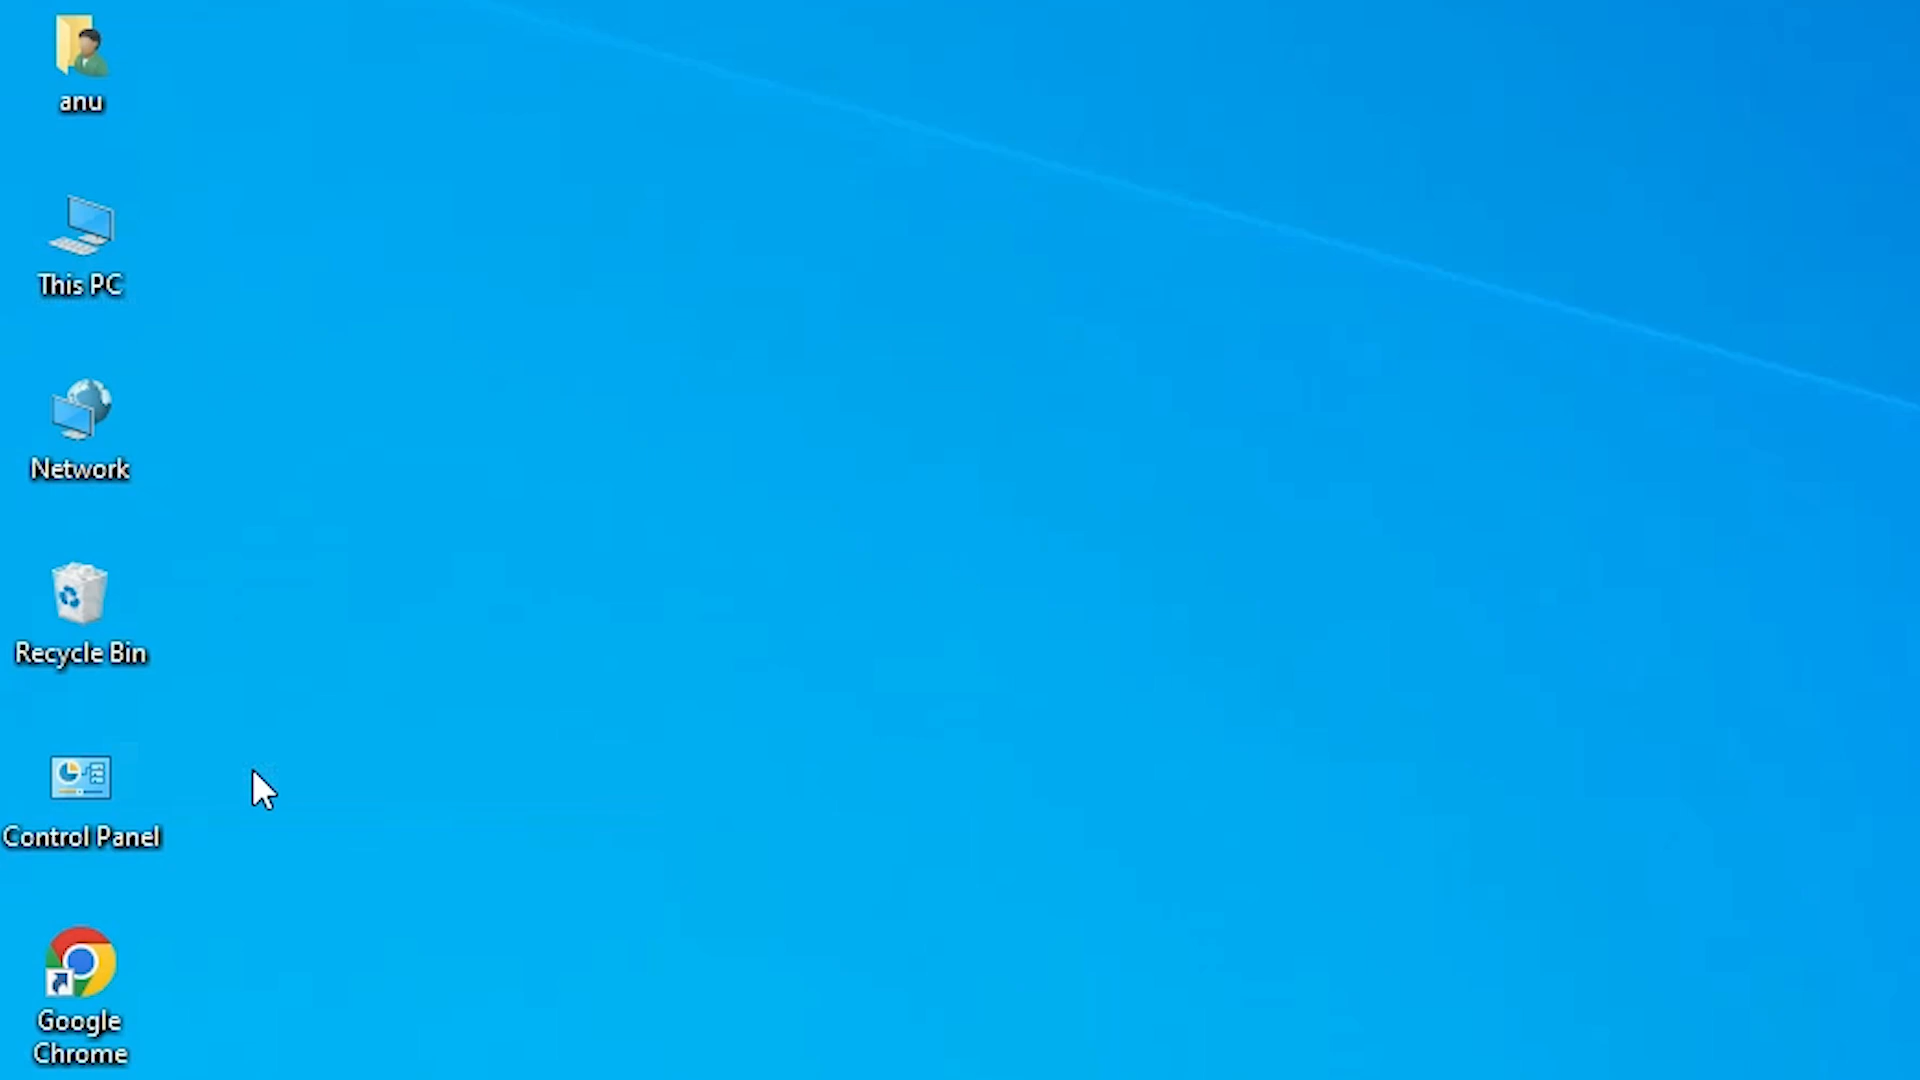 anu
This PC
Network
Recycle Bin
Control Panel
Google
Chrome